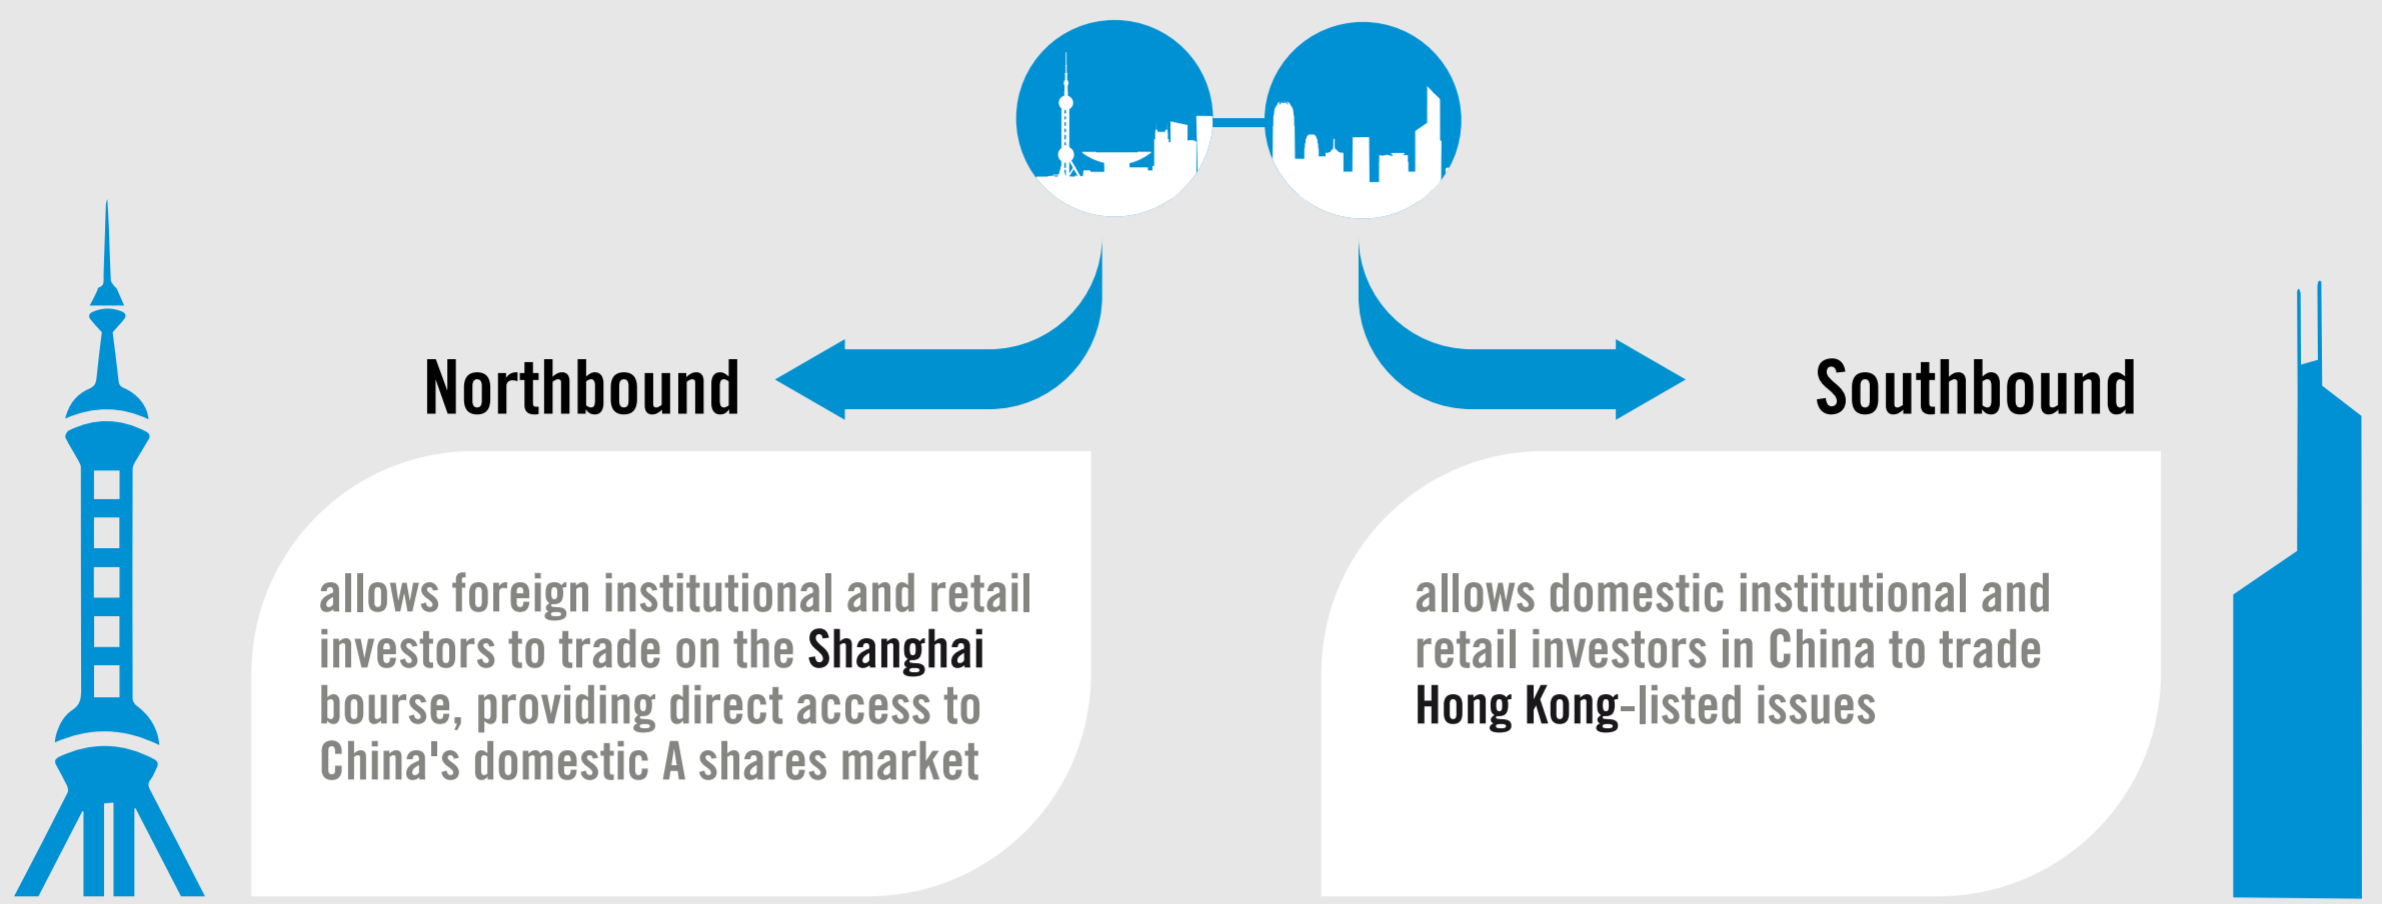 Northbound
allows foreign institutional and retail
investors to trade on the Shanghai
bourse, providing direct access to
China's domestic A shares market
Southbound
allows domestic institutional and
retail investors in China to trade
Hong Kong-listed issues